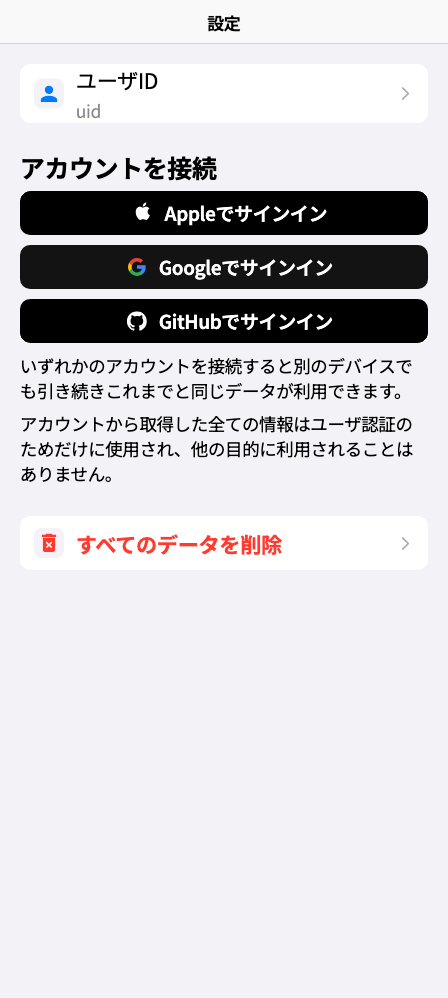 設定
ユーザID
uid
アカウントを接続
Appleでサインイン
Googleでサインイン
GitHubでサインイン
いずれかのアカウントを接続すると別のデバイスで
も引き続きこれまでと同じデータが利用できます。
アカウントから取得した全ての情報はユーザ認証の
ためだけに使用され、他の目的に利用されることは
ありません。
すべてのデータを削除